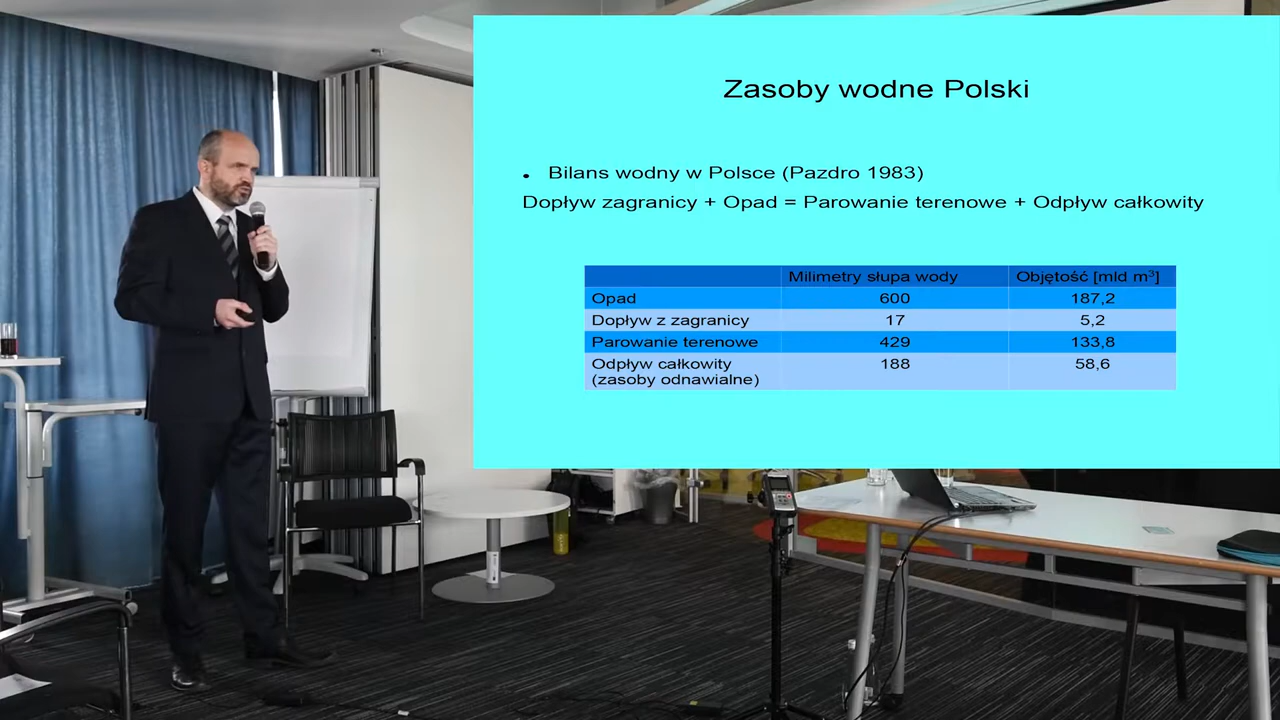 Zasoby wodne Polski
• Bilans wodny w Polsce (Pazdro 1983)
Dopływ zagranicy + Opad = Parowanie terenowe + Odpływ całkowity
Milimetry słupa wody Objętość [mld m³]
Opad 600 187,2
Dopływ z zagranicy 17 5,2
Parowanie terenowe 429 133,8
Odpływ całkowity 188 58,6
(zasoby odnawialne)